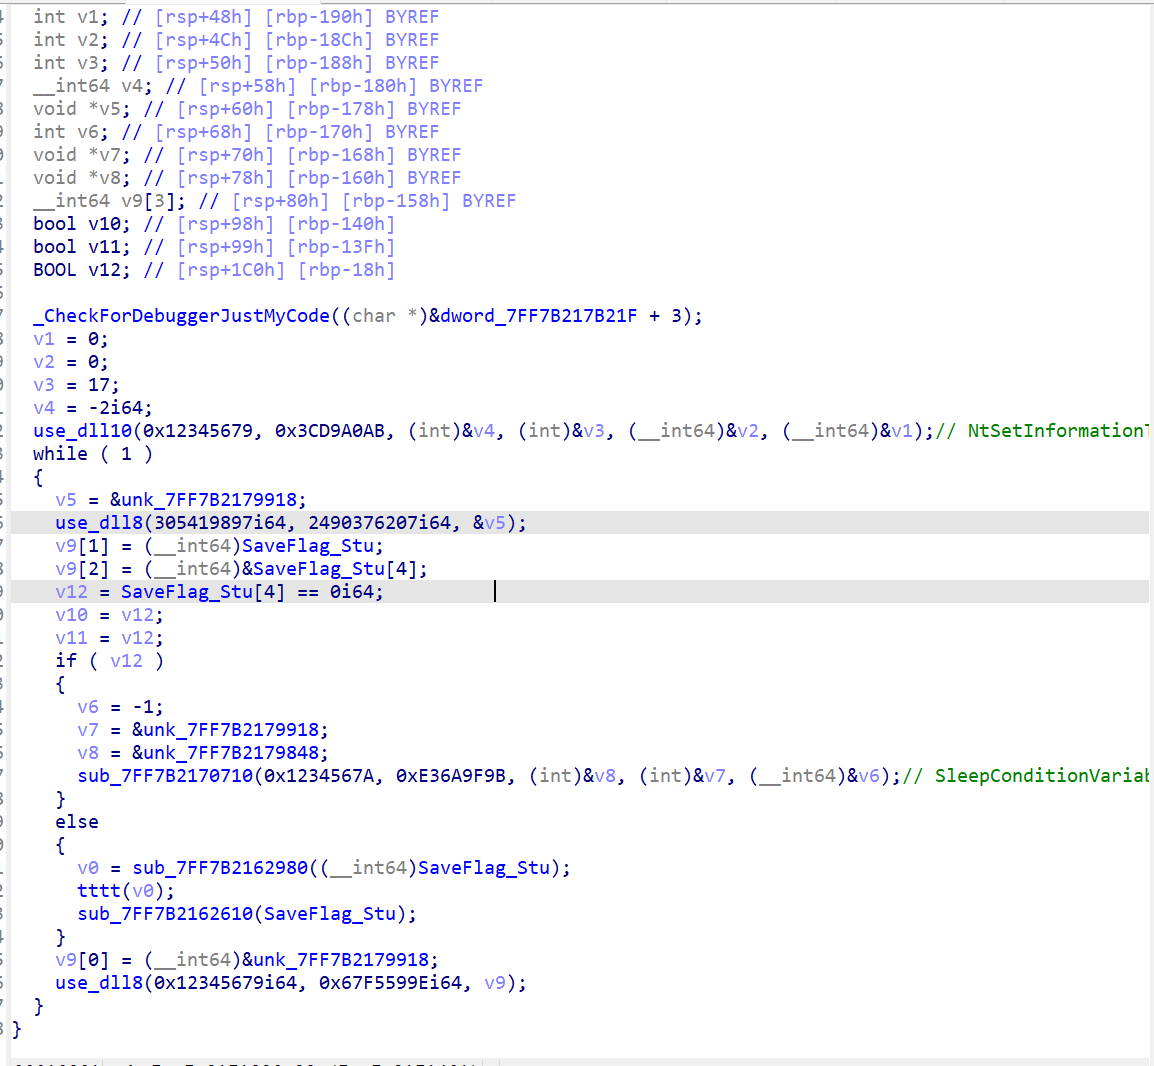 int v1; // [rsp+48h] [rbp-190h] BYREF
int v2; // [rsp+4Ch] [rbp-18Ch] BYREF
int v3; // [rsp+50h] [rbp-188h] BYREF
__int64 v4; // [rsp+58h] [rbp-180h] BYREF
void *v5; // [rsp+60h] [rbp-178h] BYREF
int v6; // [rsp+68h] [rbp-170h] BYREF
void *v7; // [rsp+70h] [rbp-168h] BYREF
void *v8; // [rsp+78h] [rbp-160h] BYREF
__int64 v9[3]; // [rsp+80h] [rbp-158h] BYREF
bool v10; // [rsp+98h] [rbp-140h]
bool v11; // [rsp+99h] [rbp-13Fh]
BOOL v12; // [rsp+1C0h] [rbp-18h]
_CheckForDebuggerJustMyCode((char *)&dword_7FF7B217B21F + 3);
v1 = 0;
v2 = 0;
v3 = 17;
v4 = -2i64;
use_dll10(0x12345679, 0x3CD9A0AB, (int)&v4, (int)&v3, (__int64)&v2, (__int64)&v1);// NtSetInformationT
while ( 1 )
{
v5 = &unk_7FF7B2179918;
use_dll8(305419897i64, 2490376207i64, &v5);
v9[1] = (__int64)SaveFlag_Stu;
v9[2] = (__int64)&SaveFlag_Stu[4];
v12 = SaveFlag_Stu[4] == 0i64;
v10 = v12;
v11 = v12;
if ( v12 )
{
v6 = -1;
v7 = &unk_7FF7B2179918;
v8 = &unk_7FF7B2179848;
sub_7FF7B2170710(0x1234567A, 0xE36A9F9B, (int)&v8, (int)&v7, (__int64)&v6);// SleepConditionVariab
}
else
{
v0 = sub_7FF7B2162980((__int64)SaveFlag_Stu);
tttt(v0);
sub_7FF7B2162610(SaveFlag_Stu);
}
v9[0] = (__int64)&unk_7FF7B2179918;
use_dll8(0x12345679i64, 0x67F5599Ei64, v9);
}
}